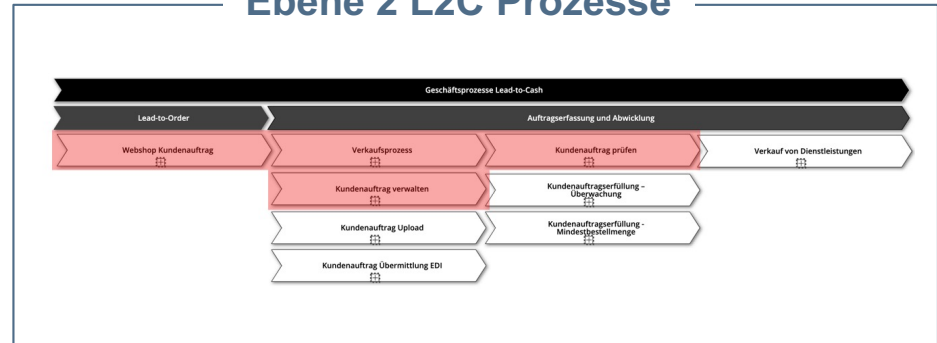 Ebene 2 L2C Prozesse
Geschäftsprozesse Lead-to-Cash
Lead-to-Order
Auftragserfassung und Abwicklung
Webshop Kundenauftrag
Verkaufsprozess
Kundenauftrag prüfen
Verkauf von Dienstleistungen
Kundenauftrag verwalten
Kundenauftragserfüllung –
Überwachung
Kundenauftrag Upload
Kundenauftragserfüllung -
Mindestbestellmenge
Kundenauftrag Übermittlung EDI